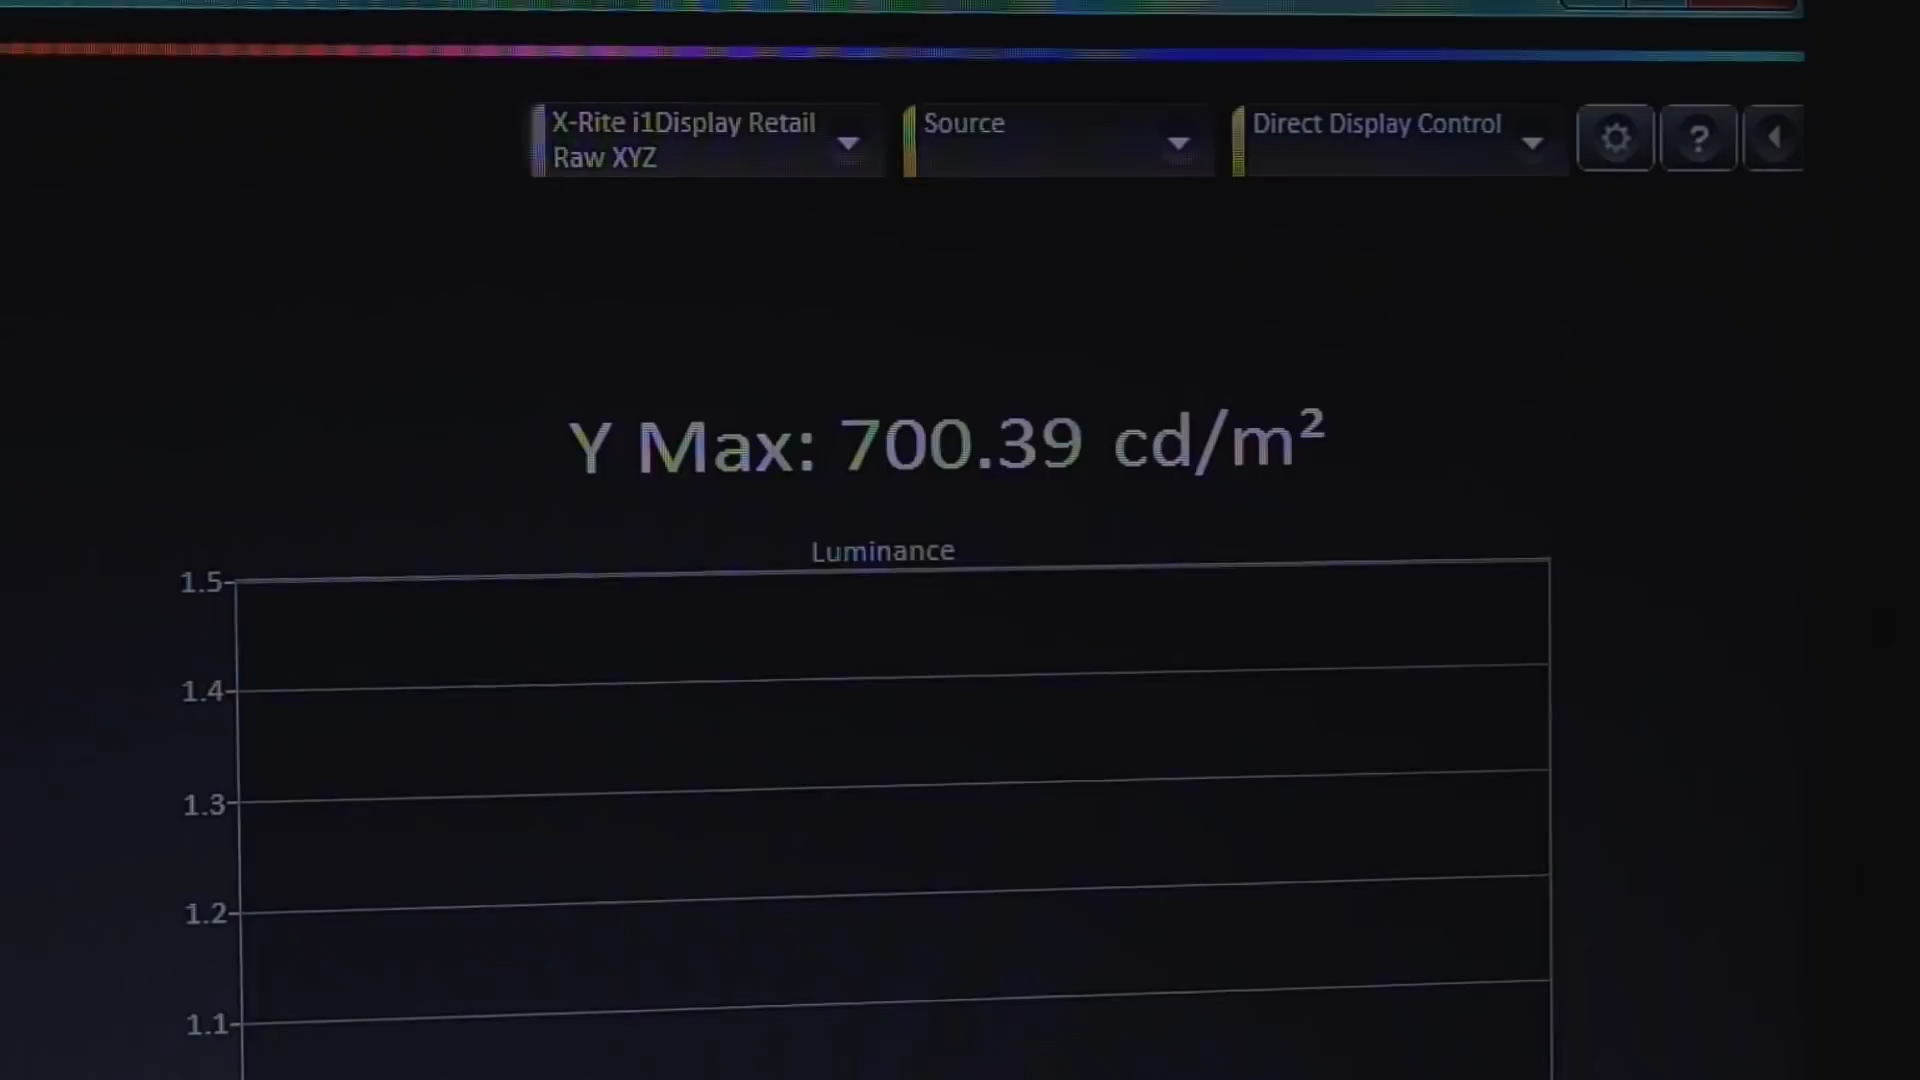 X-Rite i1Display Retail
Raw XYZ
Source
Direct Display Control
?
Y Max: 700.39 cd/m²
Luminance
1.5
1.4
1.3
1.2
1.1